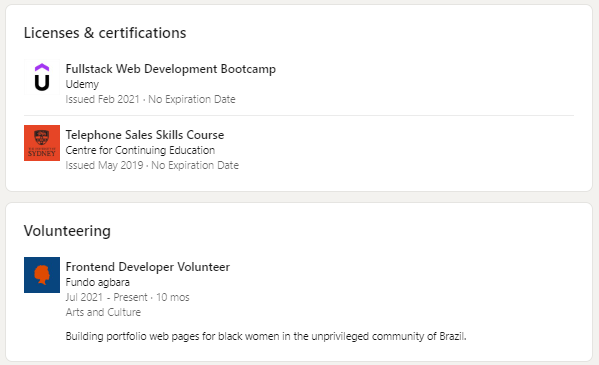 Licenses & certifications
Fullstack Web Development Bootcamp
Udemy
Issued Feb 2021 · No Expiration Date
Telephone Sales Skills Course
SYDNEY
Centre for Continuing Education
Issued May 2019 · No Expiration Date
Volunteering
Frontend Developer Volunteer
Fundo agbara
Jul 2021 - Present · 10 mos
Arts and Culture
Building portfolio web pages for black women in the unprivileged community of Brazil.